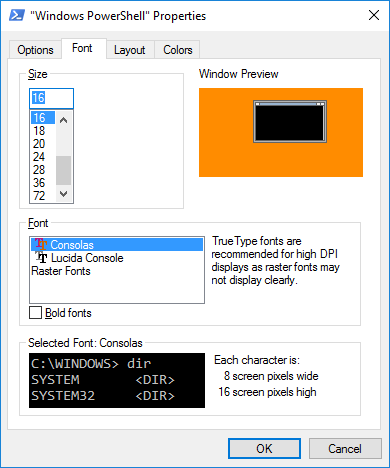 "Windows PowerShell" Properties
Options Font Layout Colors
Size
16
16
18
20
24
28
36
72
Window Preview
Font
Consolas
Lucida Console
Raster Fonts
TrueType fonts are
recommended for high DPI
displays as raster fonts may
not display clearly.
Bold fonts
Selected Font: Consolas
C:\WINDOWS> dir
SYSTEM <DIR>
SYSTEM32 <DIR>
Each character is:
8 screen pixels wide
16 screen pixels high
OK Cancel